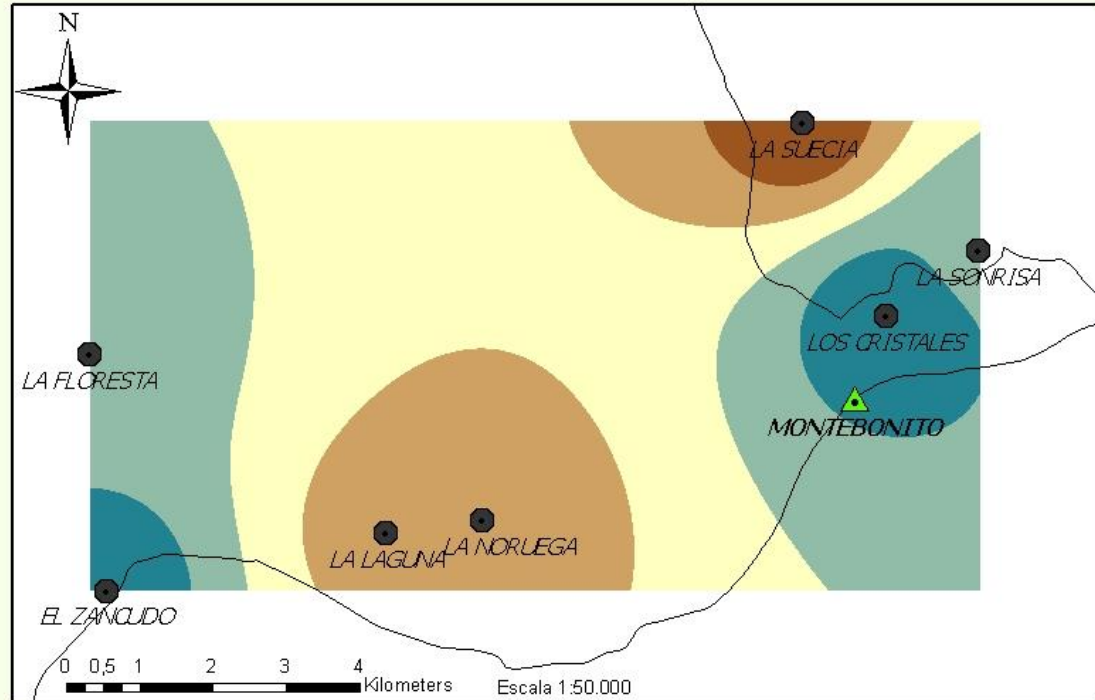 N
LA SUECIA
LA SONRISA
LOS CRISTALES
LA FLORESTA
MONTEBONITO
LA LAGUNA
LA NORUEGA
EL ZANCUDO
0 0,5 1 2 3 4
Kilometers
Escala 1:50.000